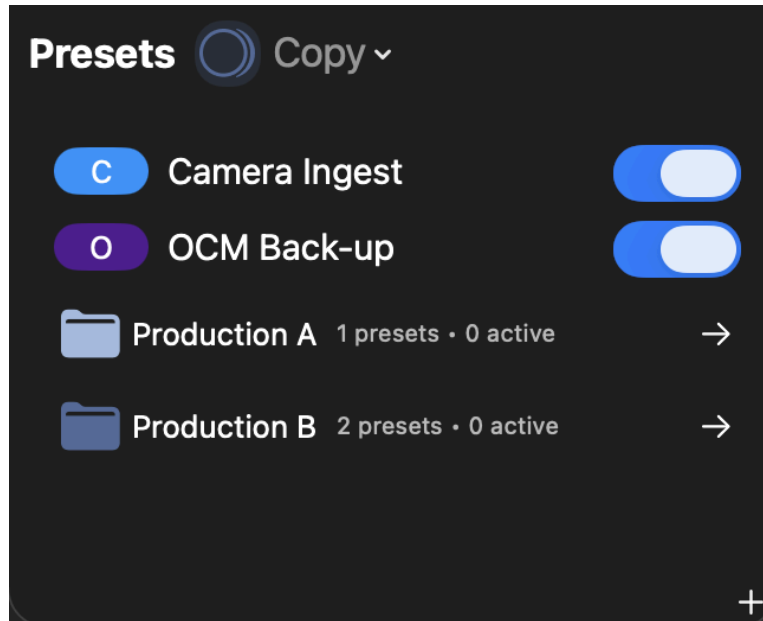 Presets Copy
C Camera Ingest
O OCM Back-up
Production A 1 presets • 0 active
Production B 2 presets • 0 active